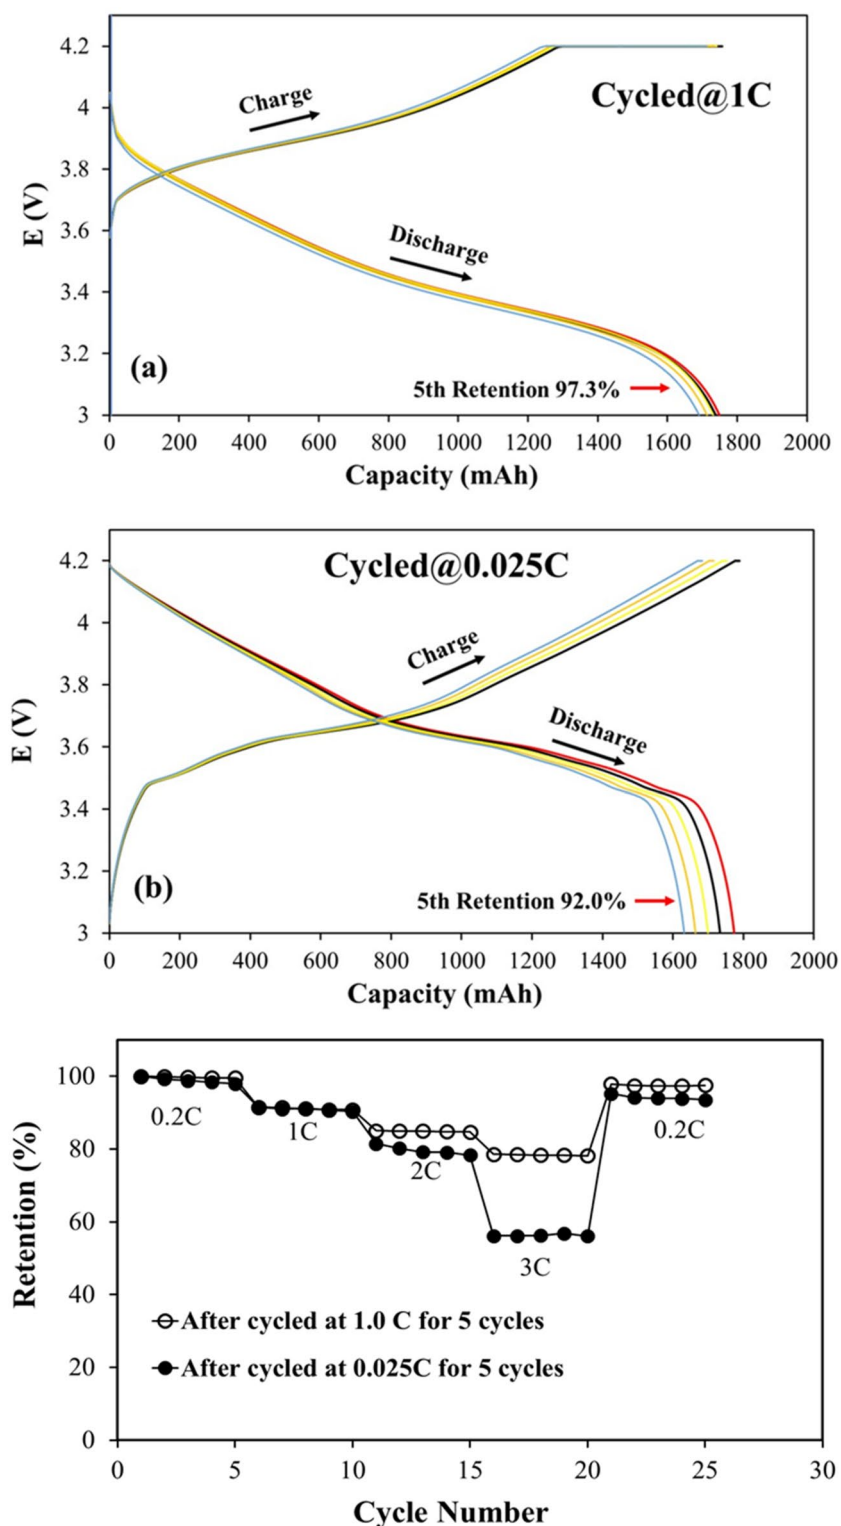 4.2
Charge
Cycled@1C
4
3.8
E (V)
3.6
Discharge
3.4
3.2
(a)
5th Retention 97.3%
3
0 200 400 600 800 1000 1200 1400 1600 1800 2000
Capacity (mAh)
4.2
Cycled@0.025C
4
Charge
3.8
E (V)
Discharge
3.6
3.4
3.2
(b)
5th Retention 92.0%
3
0 200 400 600 800 1000 1200 1400 1600 1800 2000
Capacity (mAh)
100
0.2C
1C
0.2C
80
2C
Retention (%)
60
3C
40
After cycled at 1.0 C for 5 cycles
20
After cycled at 0.025C for 5 cycles
0
0 5 10 15 20 25 30
Cycle Number